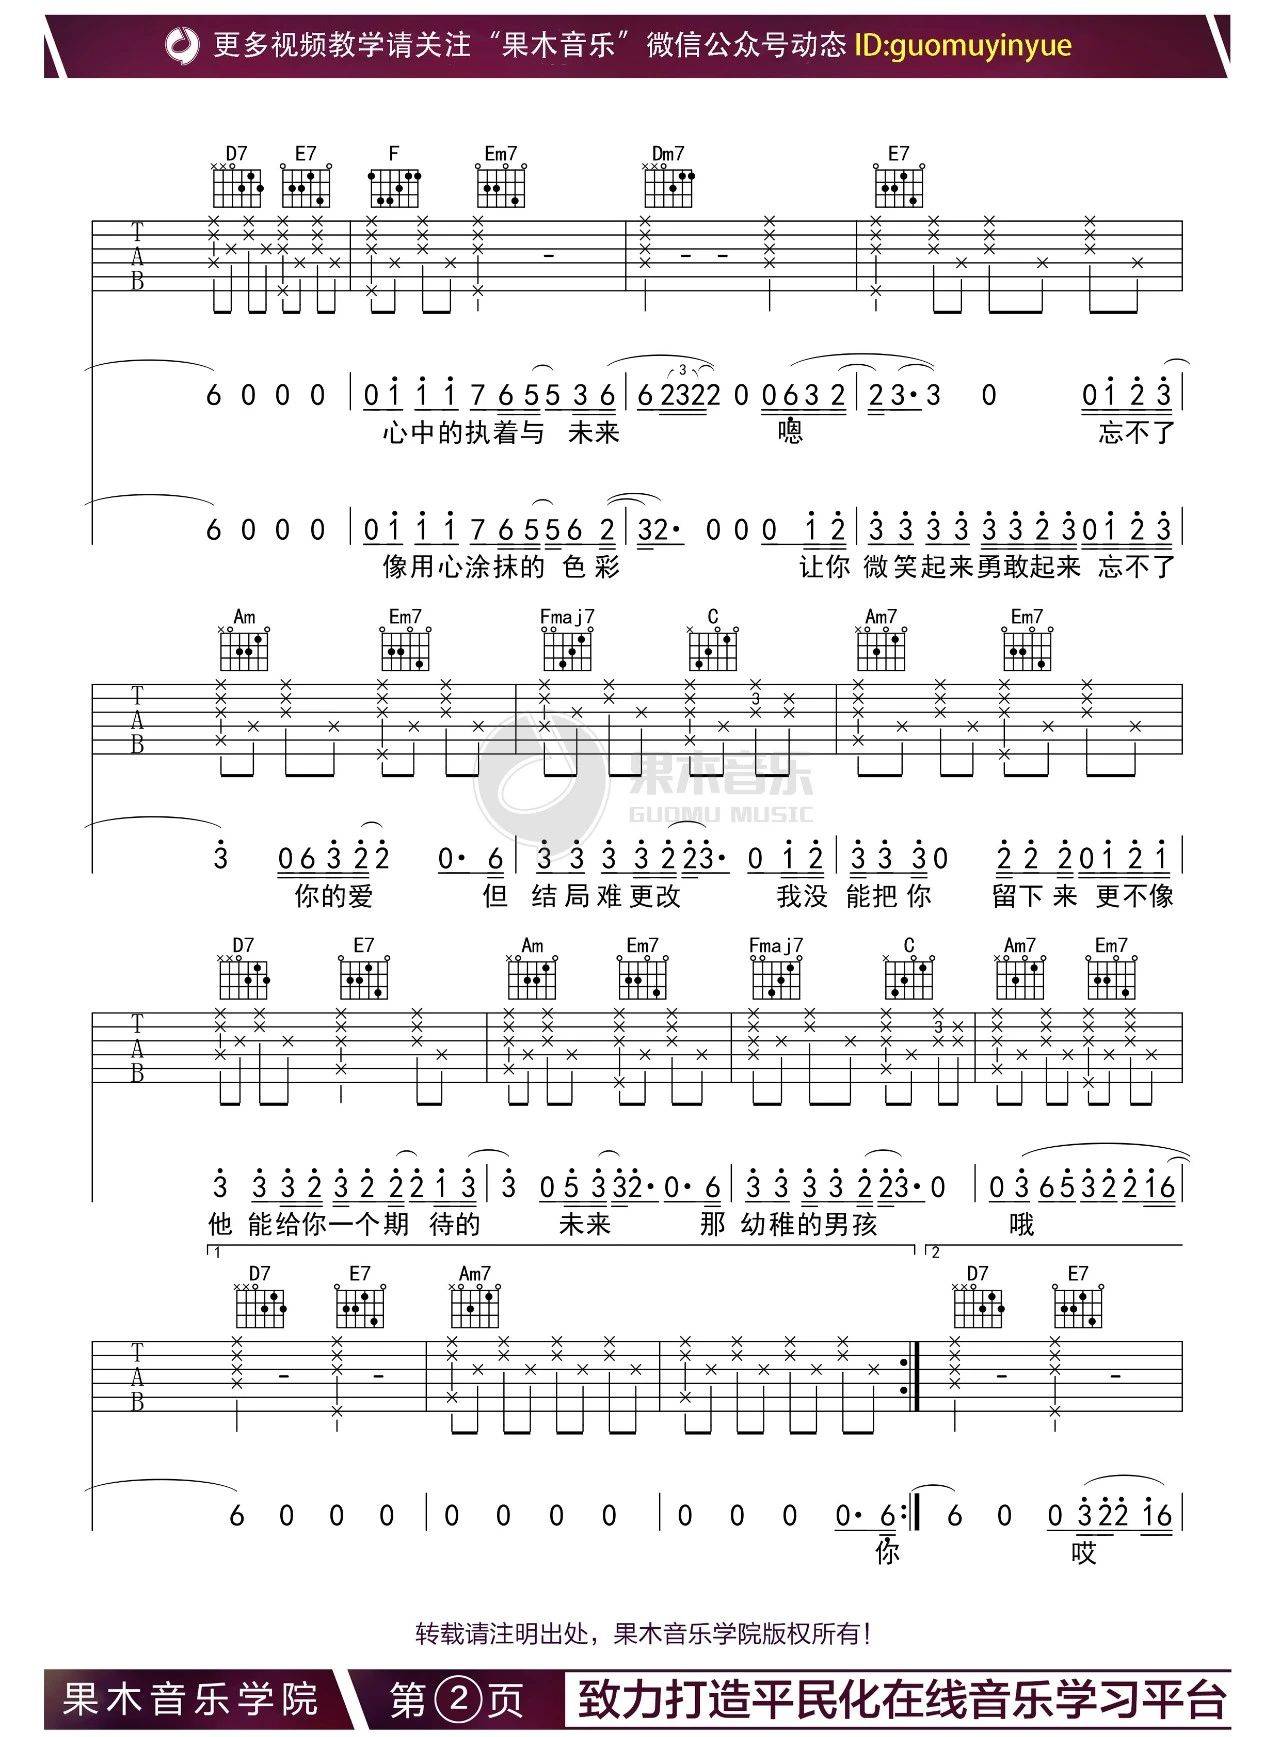 更多视频教学请关注“果木音乐”微信公众号动态 ID:guomuyinyue
D7 E7 F Em7 Dm7 E7
T A B
3
6 0 0 0 | 0 1 1 1 7 6 5 5 3 6 | 6 2 3 2 2 0 0 6 3 2 | 2 3· 3 0 0 1 2 3
心中的执着与 未来 嗯 忘不了
6 0 0 0 | 0 1 1 1 7 6 5 5 6 2 | 3 2· 0 0 0 1 2 | 3 3 3 3 3 3 2 3 0 1 2 3
像用心涂抹的 色彩 让你 微笑起来勇敢起来 忘不了
Am Em7 Fmaj7 C Am7 Em7
T A B 3
果木音乐
GUOMU MUSIC
3 0 6 3 2 2 0· 6 | 3 3 3 3 2 2 3· 0 1 2 | 3 3 3 0 2 2 2 0 1 2 1
你的爱 但 结局难更改 我没 能把你 留下来 更不像
D7 E7 Am Em7 Fmaj7 C Am7 Em7
T A B 3
3 3 3 2 3 2 2 2 1 3 | 3 0 5 3 3 2· 0· 6 | 3 3 3 3 2 2 3· 0 | 0 3 6 5 3 2 2 1 6
他 能给你一个期 待的 未来 那 幼稚的男孩 哦
1 2
D7 E7 Am7 D7 E7
T A B
6 0 0 0 | 0 0 0 0 | 0 0 0 0· 6 :| 6 0 0 3 2 2 1 6
你 哎
转载请注明出处，果木音乐学院版权所有！
果木音乐学院 第②页 致力打造平民化在线音乐学习平台